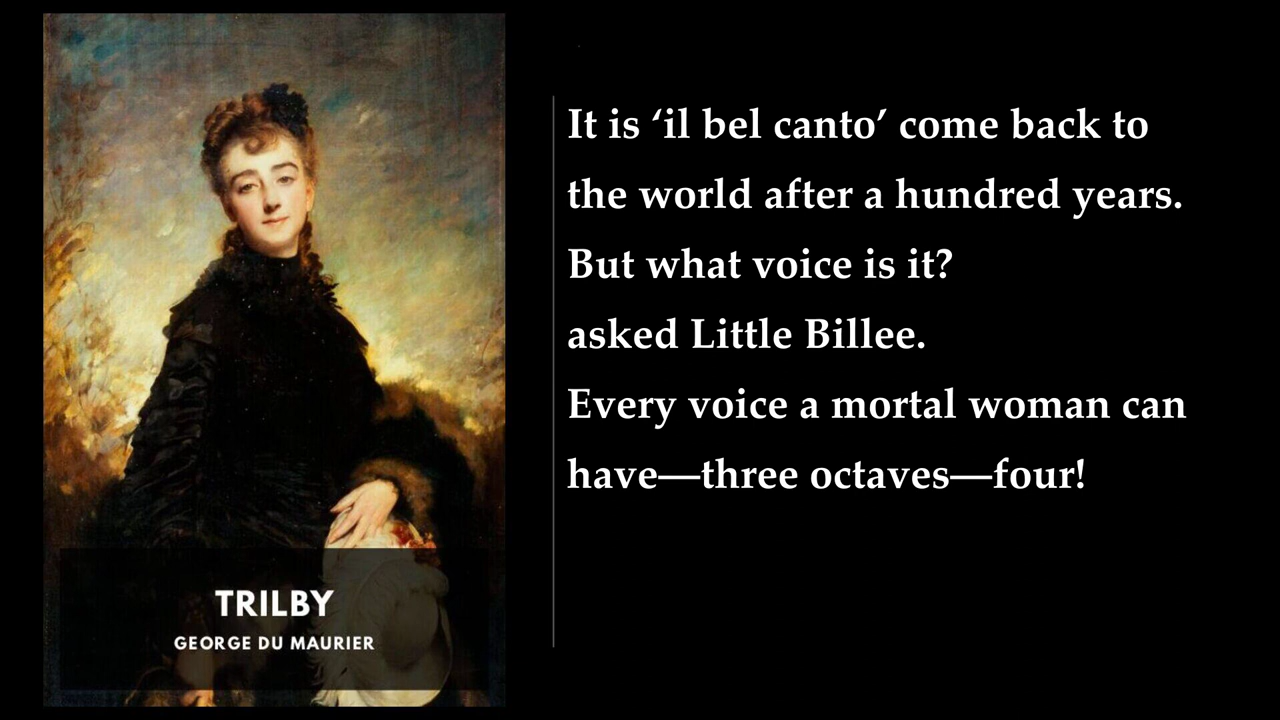 It is ‘il bel canto’ come back to
the world after a hundred years.
But what voice is it?
asked Little Billee.
Every voice a mortal woman can
have—three octaves—four!
TRILBY
GEORGE DU MAURIER